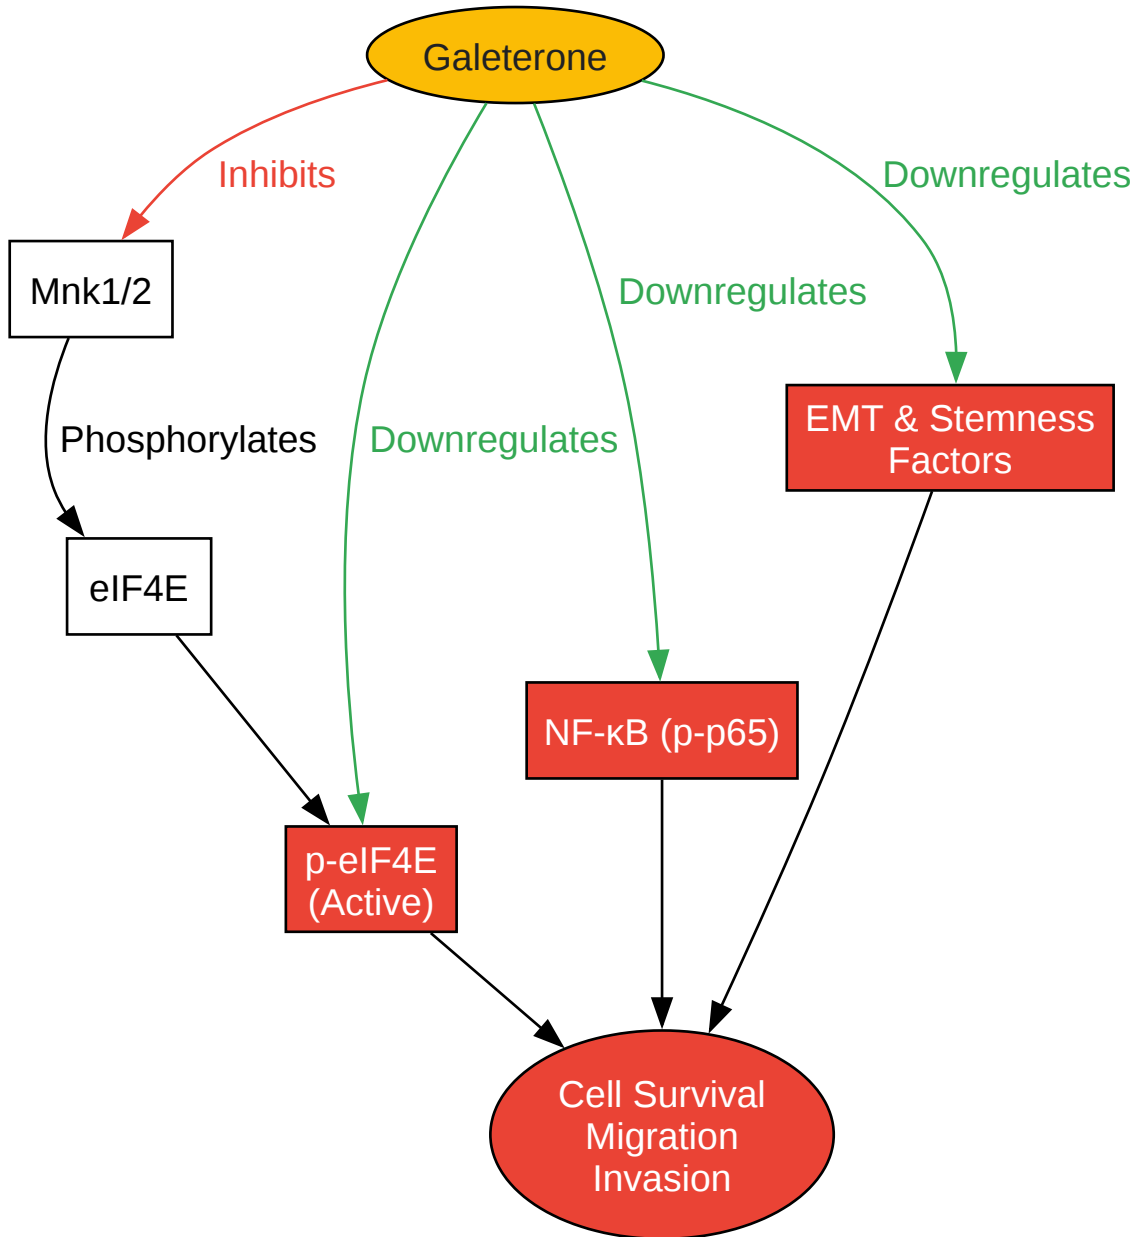 Galeterone
Inhibits
Downregulates
Mnk1/2
Downregulates
Phosphorylates
Downregulates
EMT & Stemness
Factors
eIF4E
NF-κB (p-p65)
p-eIF4E
(Active)
Cell Survival
Migration
Invasion